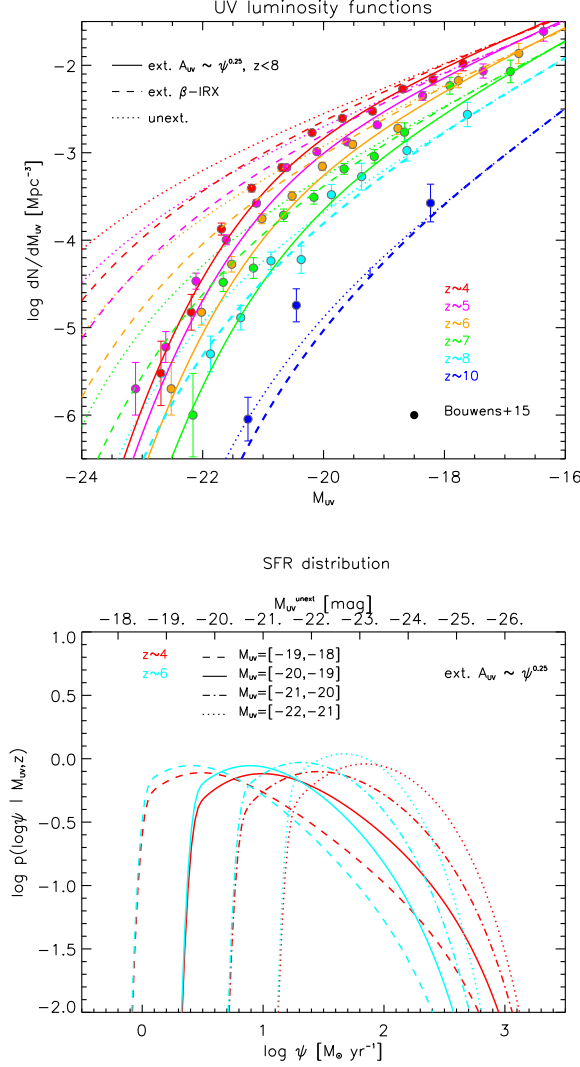 UV luminosity functions
ext. A_UV ~ ψ^0.25, z<8
ext. β−IRX
unext.
log dN/dM_UV [Mpc^−3]
−2
−3
−4
−5
−6
z~4
z~5
z~6
z~7
z~8
z~10
Bouwens+15
−24 −22 −20 −18 −16
M_UV
SFR distribution
M_UV^unext [mag]
−18. −19. −20. −21. −22. −23. −24. −25. −26.
z~4
z~6
M_UV=[−19,−18]
M_UV=[−20,−19]
M_UV=[−21,−20]
M_UV=[−22,−21]
ext. A_UV ~ ψ^0.25
log p(logψ | M_UV,z)
1.0
0.5
0.0
−0.5
−1.0
−1.5
−2.0
0 1 2 3
log ψ [M_⊙ yr^−1]